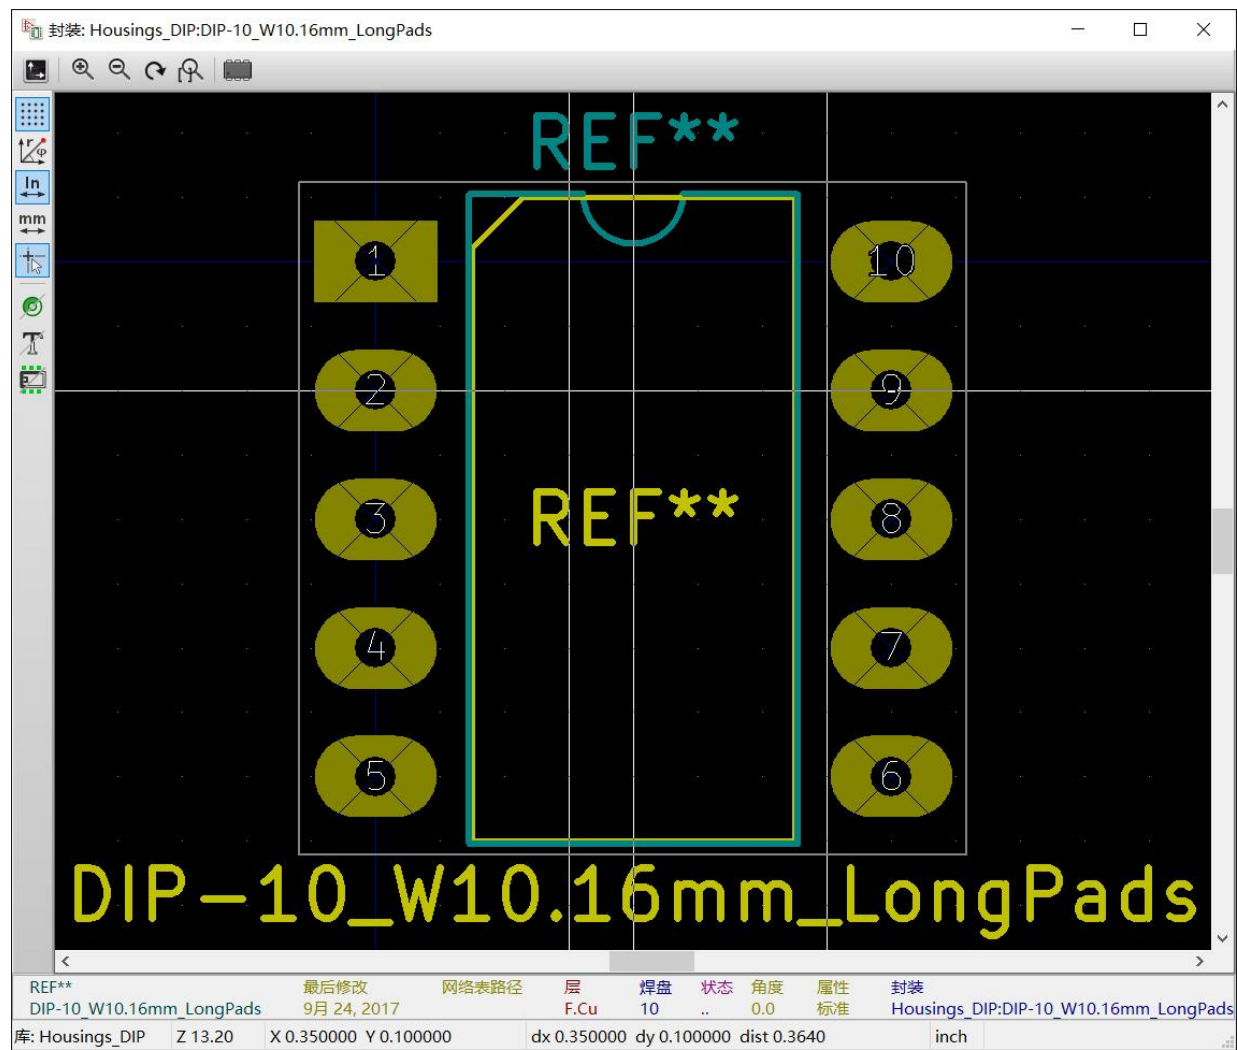 封装: Housings_DIP:DIP-10_W10.16mm_LongPads
In
mm
REF**
1 10
2 9
REF**
3 8
4 7
5 6
DIP-10_W10.16mm_LongPads
REF** 最后修改 网络表路径 层 焊盘 状态 角度 属性 封装
DIP-10_W10.16mm_LongPads 9月 24, 2017 F.Cu 10 .. 0.0 标准 Housings_DIP:DIP-10_W10.16mm_LongPads
库: Housings_DIP Z 13.20 X 0.350000 Y 0.100000 dx 0.350000 dy 0.100000 dist 0.3640 inch